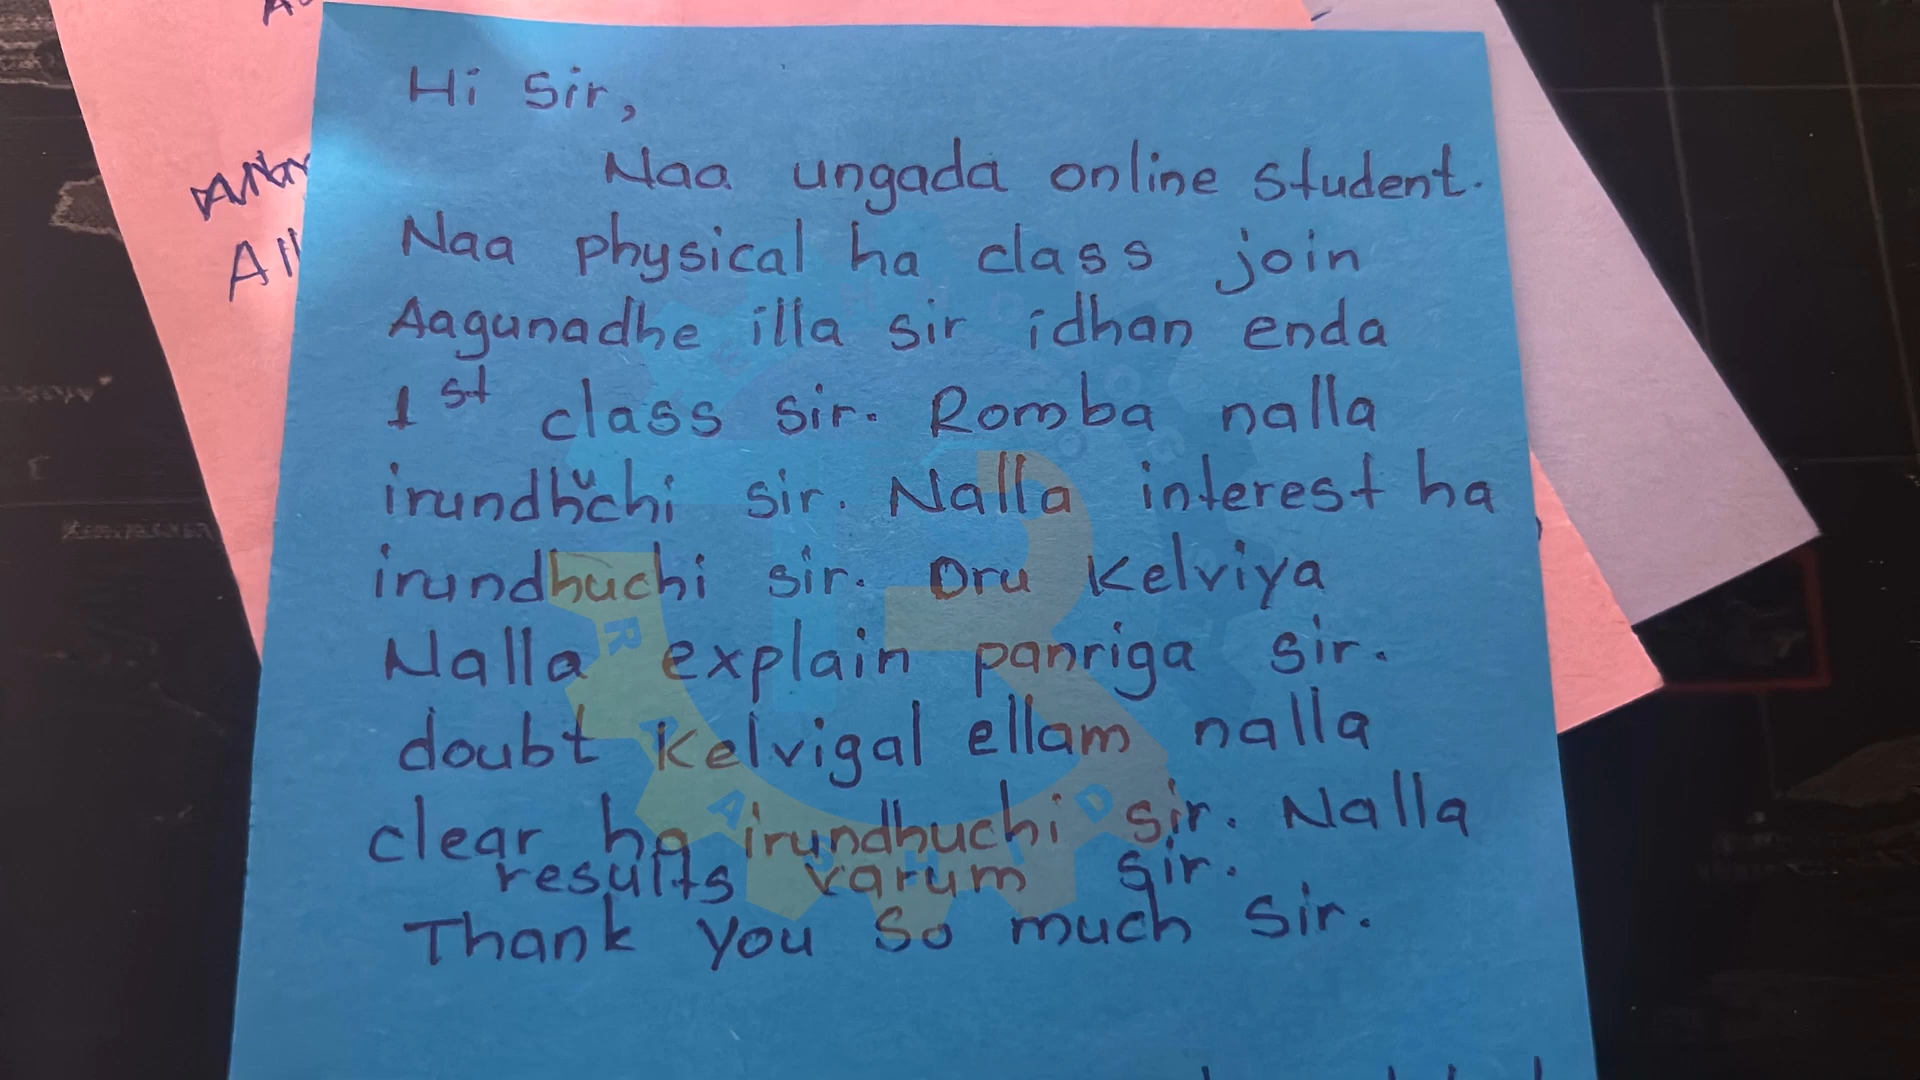 Hi Sir,
Naa ungada online student.
Naa physical ha class join
Aagunadhe illa sir idhan enda
1st class sir. Romba nalla
irundhuchi sir. Nalla interest ha
irundhuchi sir. Oru Kelviya
Nalla explain panriga sir.
doubt Kelvigal ellam nalla
clear ha irundhuchi sir. Nalla
results varum sir.
Thank you so much sir.
All